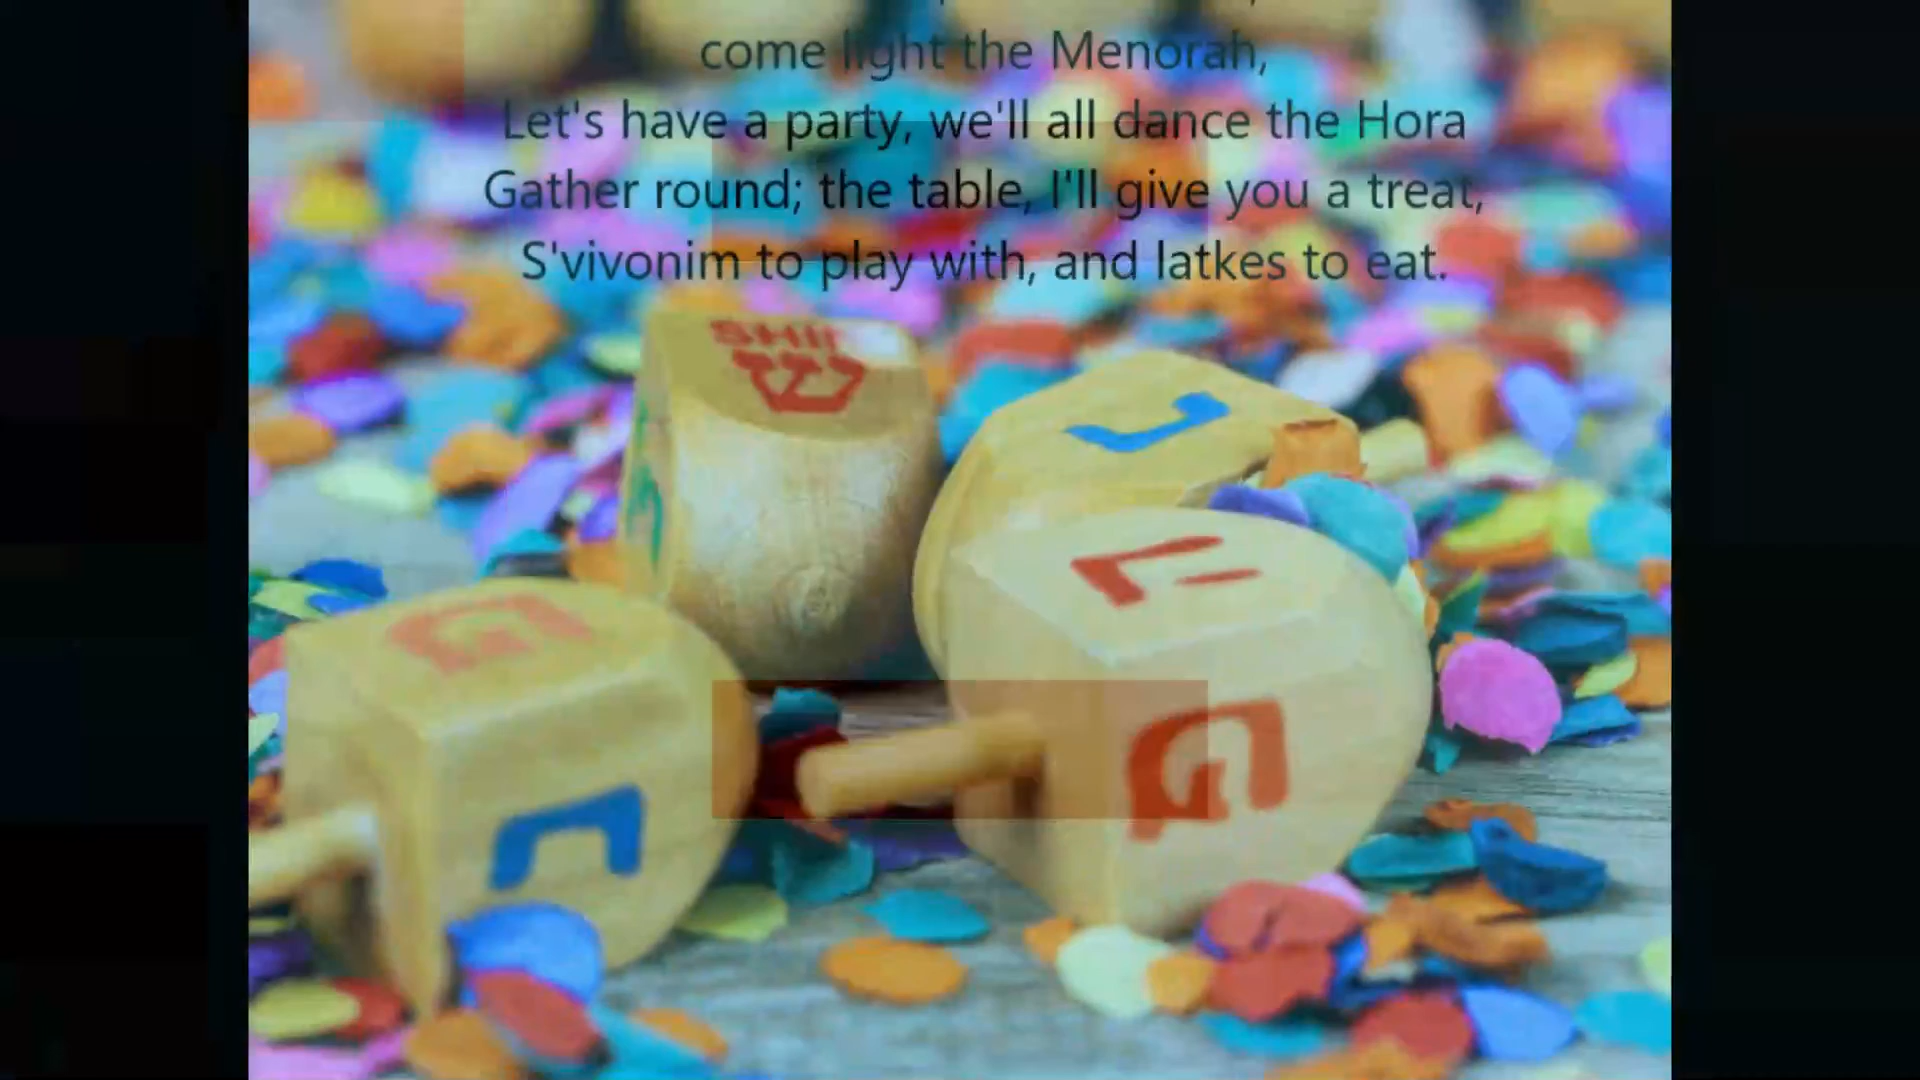 come light the Menorah,
Let's have a party, we'll all dance the Hora
Gather round; the table, I'll give you a treat,
S'vivonim to play with, and latkes to eat.
ש